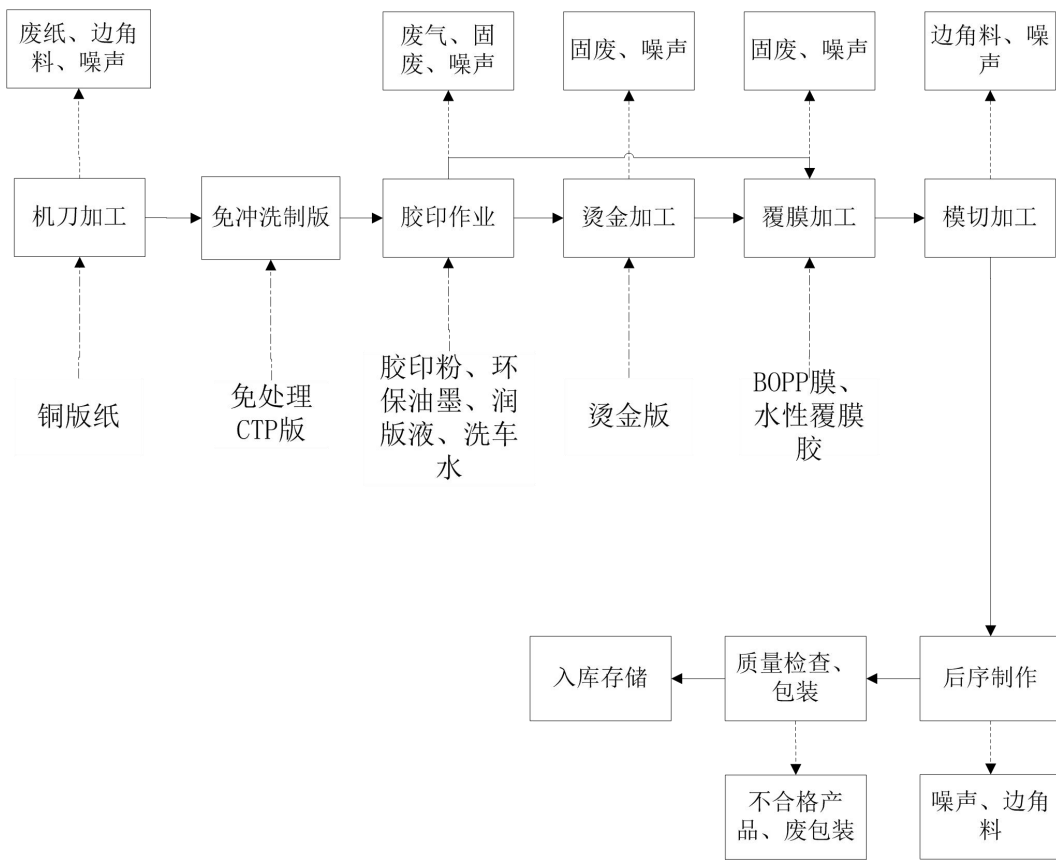 废纸、边角
料、噪声
废气、固
废、噪声
固废、噪声
固废、噪声
边角料、噪
声
机刀加工
免冲洗制版
胶印作业
烫金加工
覆膜加工
模切加工
铜版纸
免处理
CTP版
胶印粉、环
保油墨、润
版液、洗车
水
烫金版
BOPP膜、
水性覆膜
胶
入库存储
质量检查、
包装
后序制作
不合格产
品、废包装
噪声、边角
料